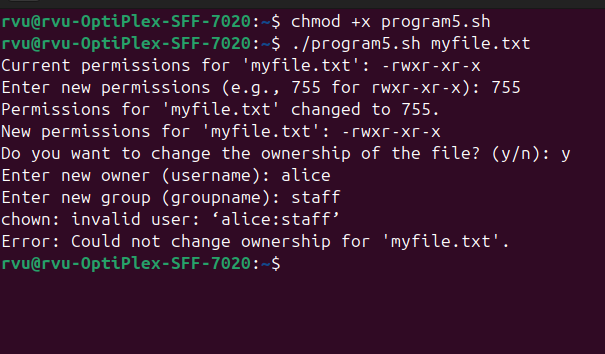 rvu@rvu-OptiPlex-SFF-7020:~$ chmod +x program5.sh
rvu@rvu-OptiPlex-SFF-7020:~$ ./program5.sh myfile.txt
Current permissions for 'myfile.txt': -rwxr-xr-x
Enter new permissions (e.g., 755 for rwxr-xr-x): 755
Permissions for 'myfile.txt' changed to 755.
New permissions for 'myfile.txt': -rwxr-xr-x
Do you want to change the ownership of the file? (y/n): y
Enter new owner (username): alice
Enter new group (groupname): staff
chown: invalid user: ‘alice:staff’
Error: Could not change ownership for 'myfile.txt'.
rvu@rvu-OptiPlex-SFF-7020:~$